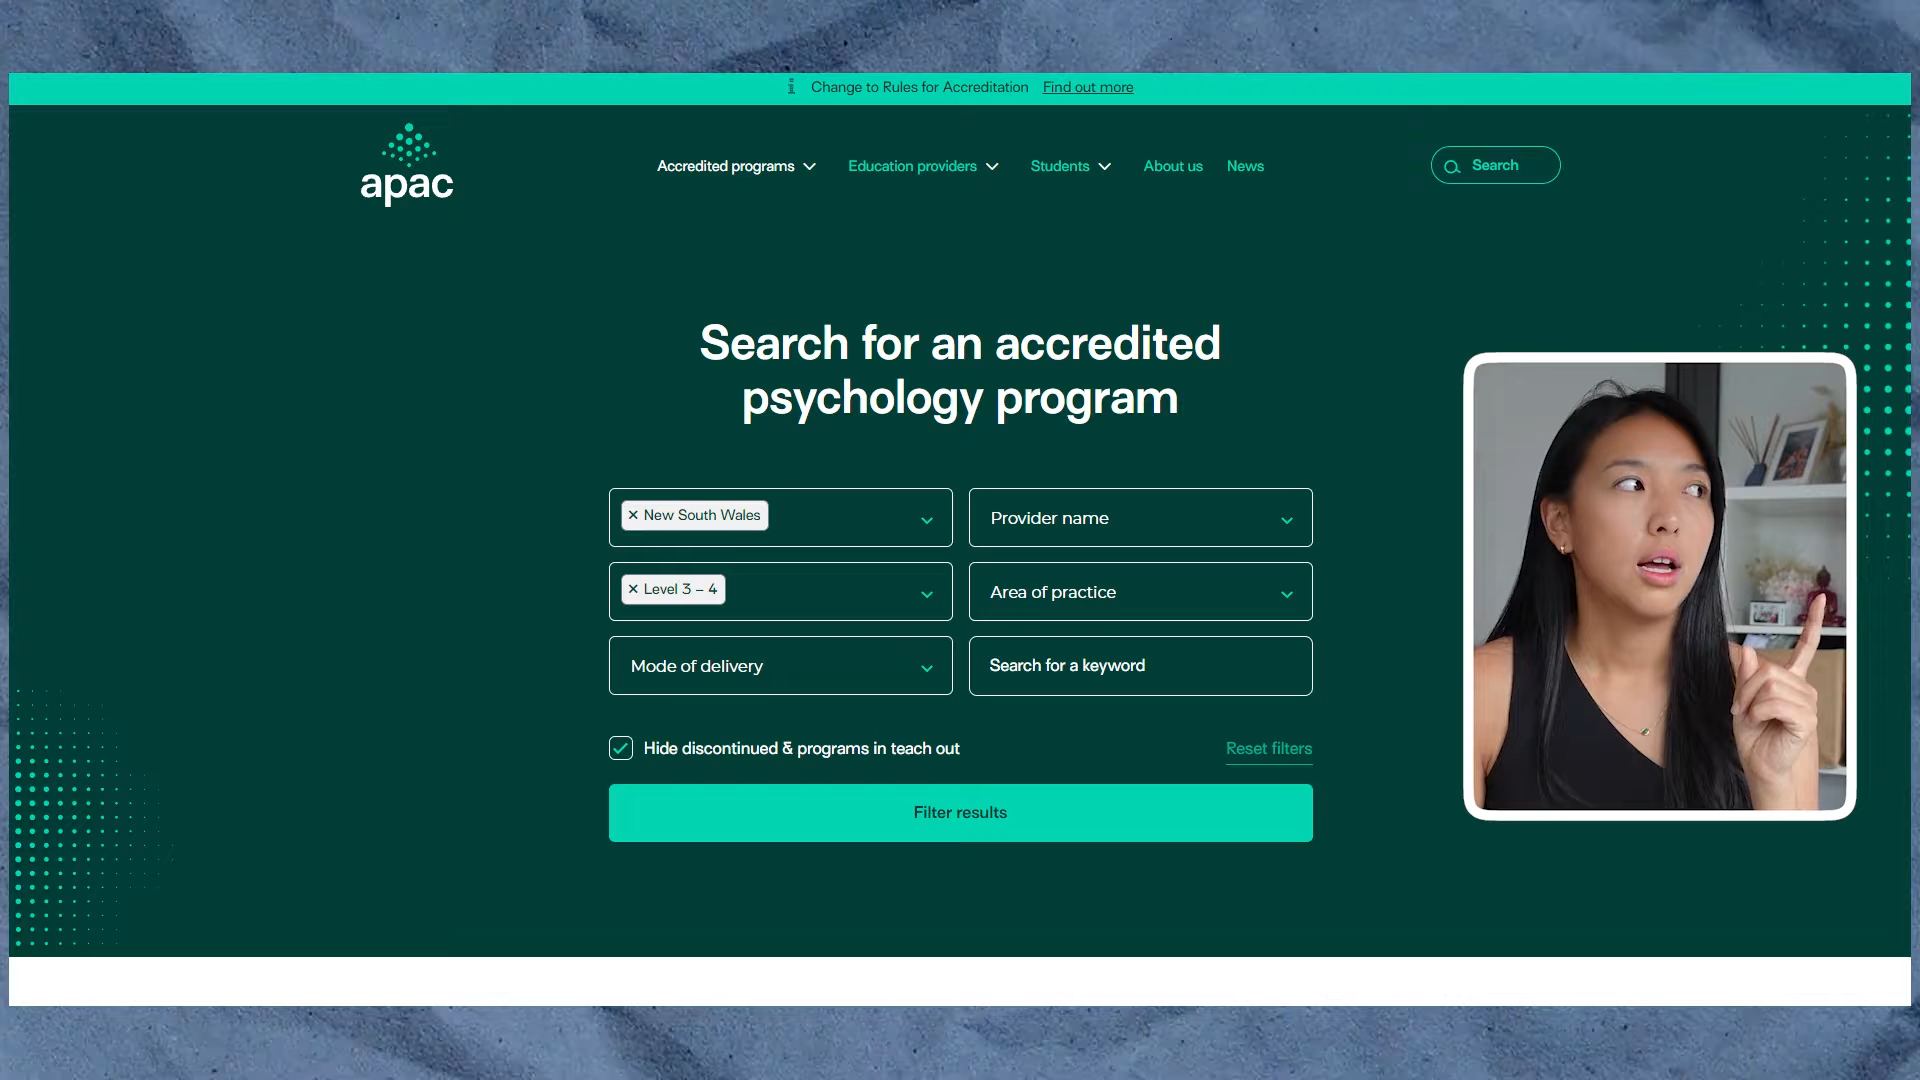 Change to Rules for Accreditation Find out more
apac
Accredited programs Education providers Students About us News
Search
Search for an accredited
psychology program
× New South Wales
Provider name
× Level 3 – 4
Area of practice
Mode of delivery
Search for a keyword
Hide discontinued & programs in teach out
Reset filters
Filter results